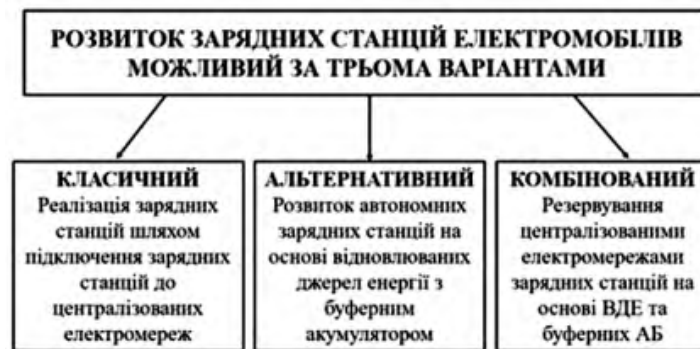 РОЗВИТОК ЗАРЯДНИХ СТАНЦІЙ ЕЛЕКТРОМОБІЛІВ
МОЖЛИВИЙ ЗА ТРЬОМА ВАРІАНТАМИ
КЛАСИЧНИЙ
Реалізація зарядних
станцій шляхом
підключення зарядних
станцій до
централізованих
електромереж
АЛЬТЕРНАТИВНИЙ
Розвиток автономних
зарядних станцій на
основі відновлюваних
джерел енергії з
буферним
акумулятором
КОМБІНОВАНИЙ
Резервування
централізованими
електромережами
зарядних станцій на
основі ВДЕ та
буферних АБ